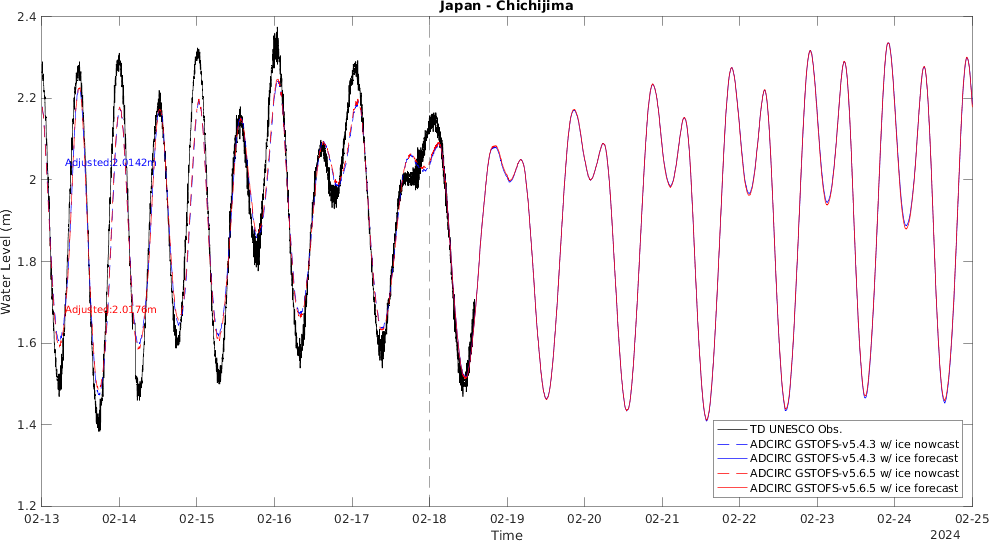 Japan - Chichijima
Water Level (m)
2.4
2.2
2
1.8
1.6
1.4
1.2
Adjusted:2.0142m
Adjusted:2.0176m
TD UNESCO Obs.
ADCIRC GSTOFS-v5.4.3 w/ ice nowcast
ADCIRC GSTOFS-v5.4.3 w/ ice forecast
ADCIRC GSTOFS-v5.6.5 w/ ice nowcast
ADCIRC GSTOFS-v5.6.5 w/ ice forecast
02-13 02-14 02-15 02-16 02-17 02-18 02-19 02-20 02-21 02-22 02-23 02-24 02-25
Time
2024